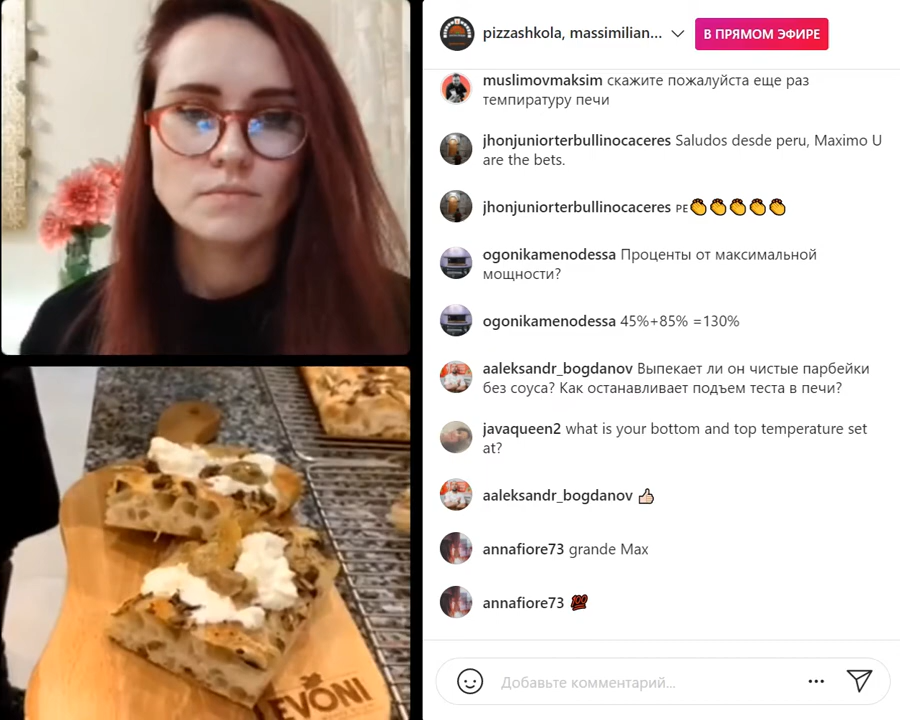 pizzashkola, massimilian...
В ПРЯМОМ ЭФИРЕ
muslimovmaksim скажите пожалуйста еще раз
темпиратуру печи
jhonjuniorterbullinocaceres Saludos desde peru, Maximo U
are the bets.
jhonjuniorterbullinocaceres PE👏👏👏👏👏
ogonikamenodessa Проценты от максимальной
мощности?
ogonikamenodessa 45%+85% =130%
aaleksandr_bogdanov Выпекает ли он чистые парбейки
без соуса? Как останавливает подъем теста в печи?
javaqueen2 what is your bottom and top temperature set
at?
aaleksandr_bogdanov 👍🏻
annafiore73 grande Max
annafiore73 💯
Добавьте комментарий...
EVONI